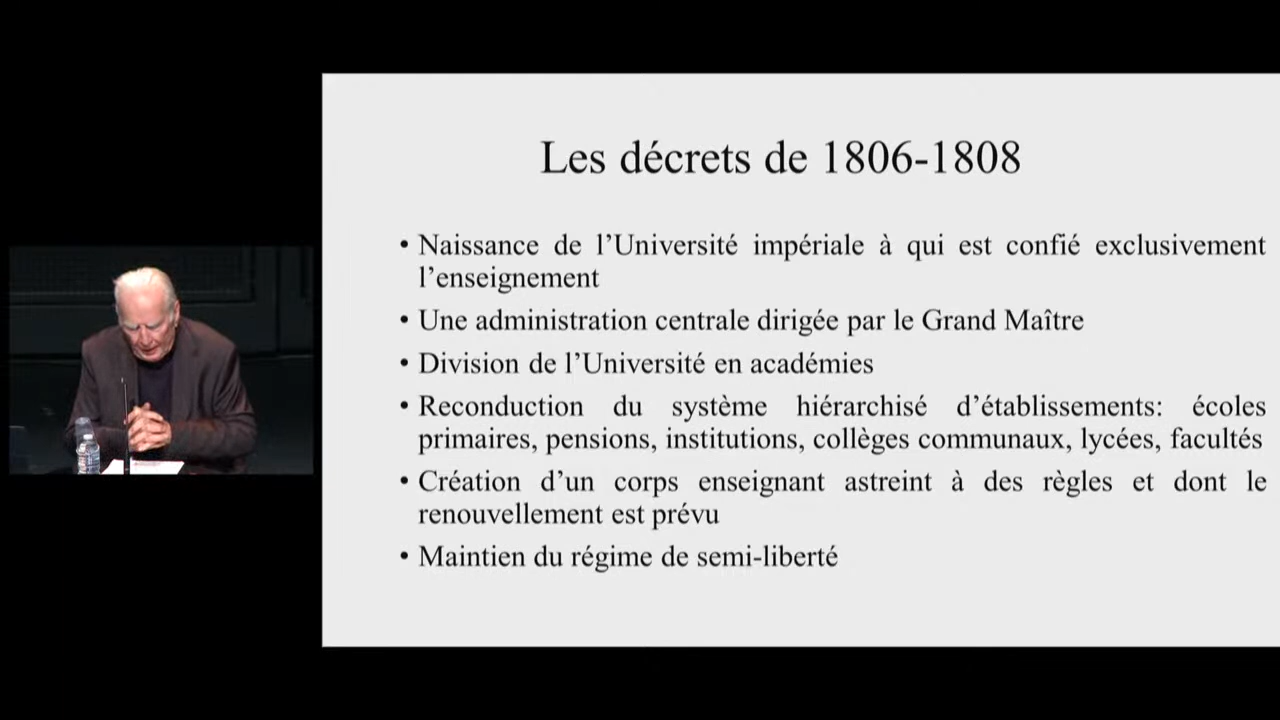 Les décrets de 1806-1808
• Naissance de l’Université impériale à qui est confié exclusivement
l’enseignement
• Une administration centrale dirigée par le Grand Maître
• Division de l’Université en académies
• Reconduction du système hiérarchisé d’établissements: écoles
primaires, pensions, institutions, collèges communaux, lycées, facultés
• Création d’un corps enseignant astreint à des règles et dont le
renouvellement est prévu
• Maintien du régime de semi-liberté